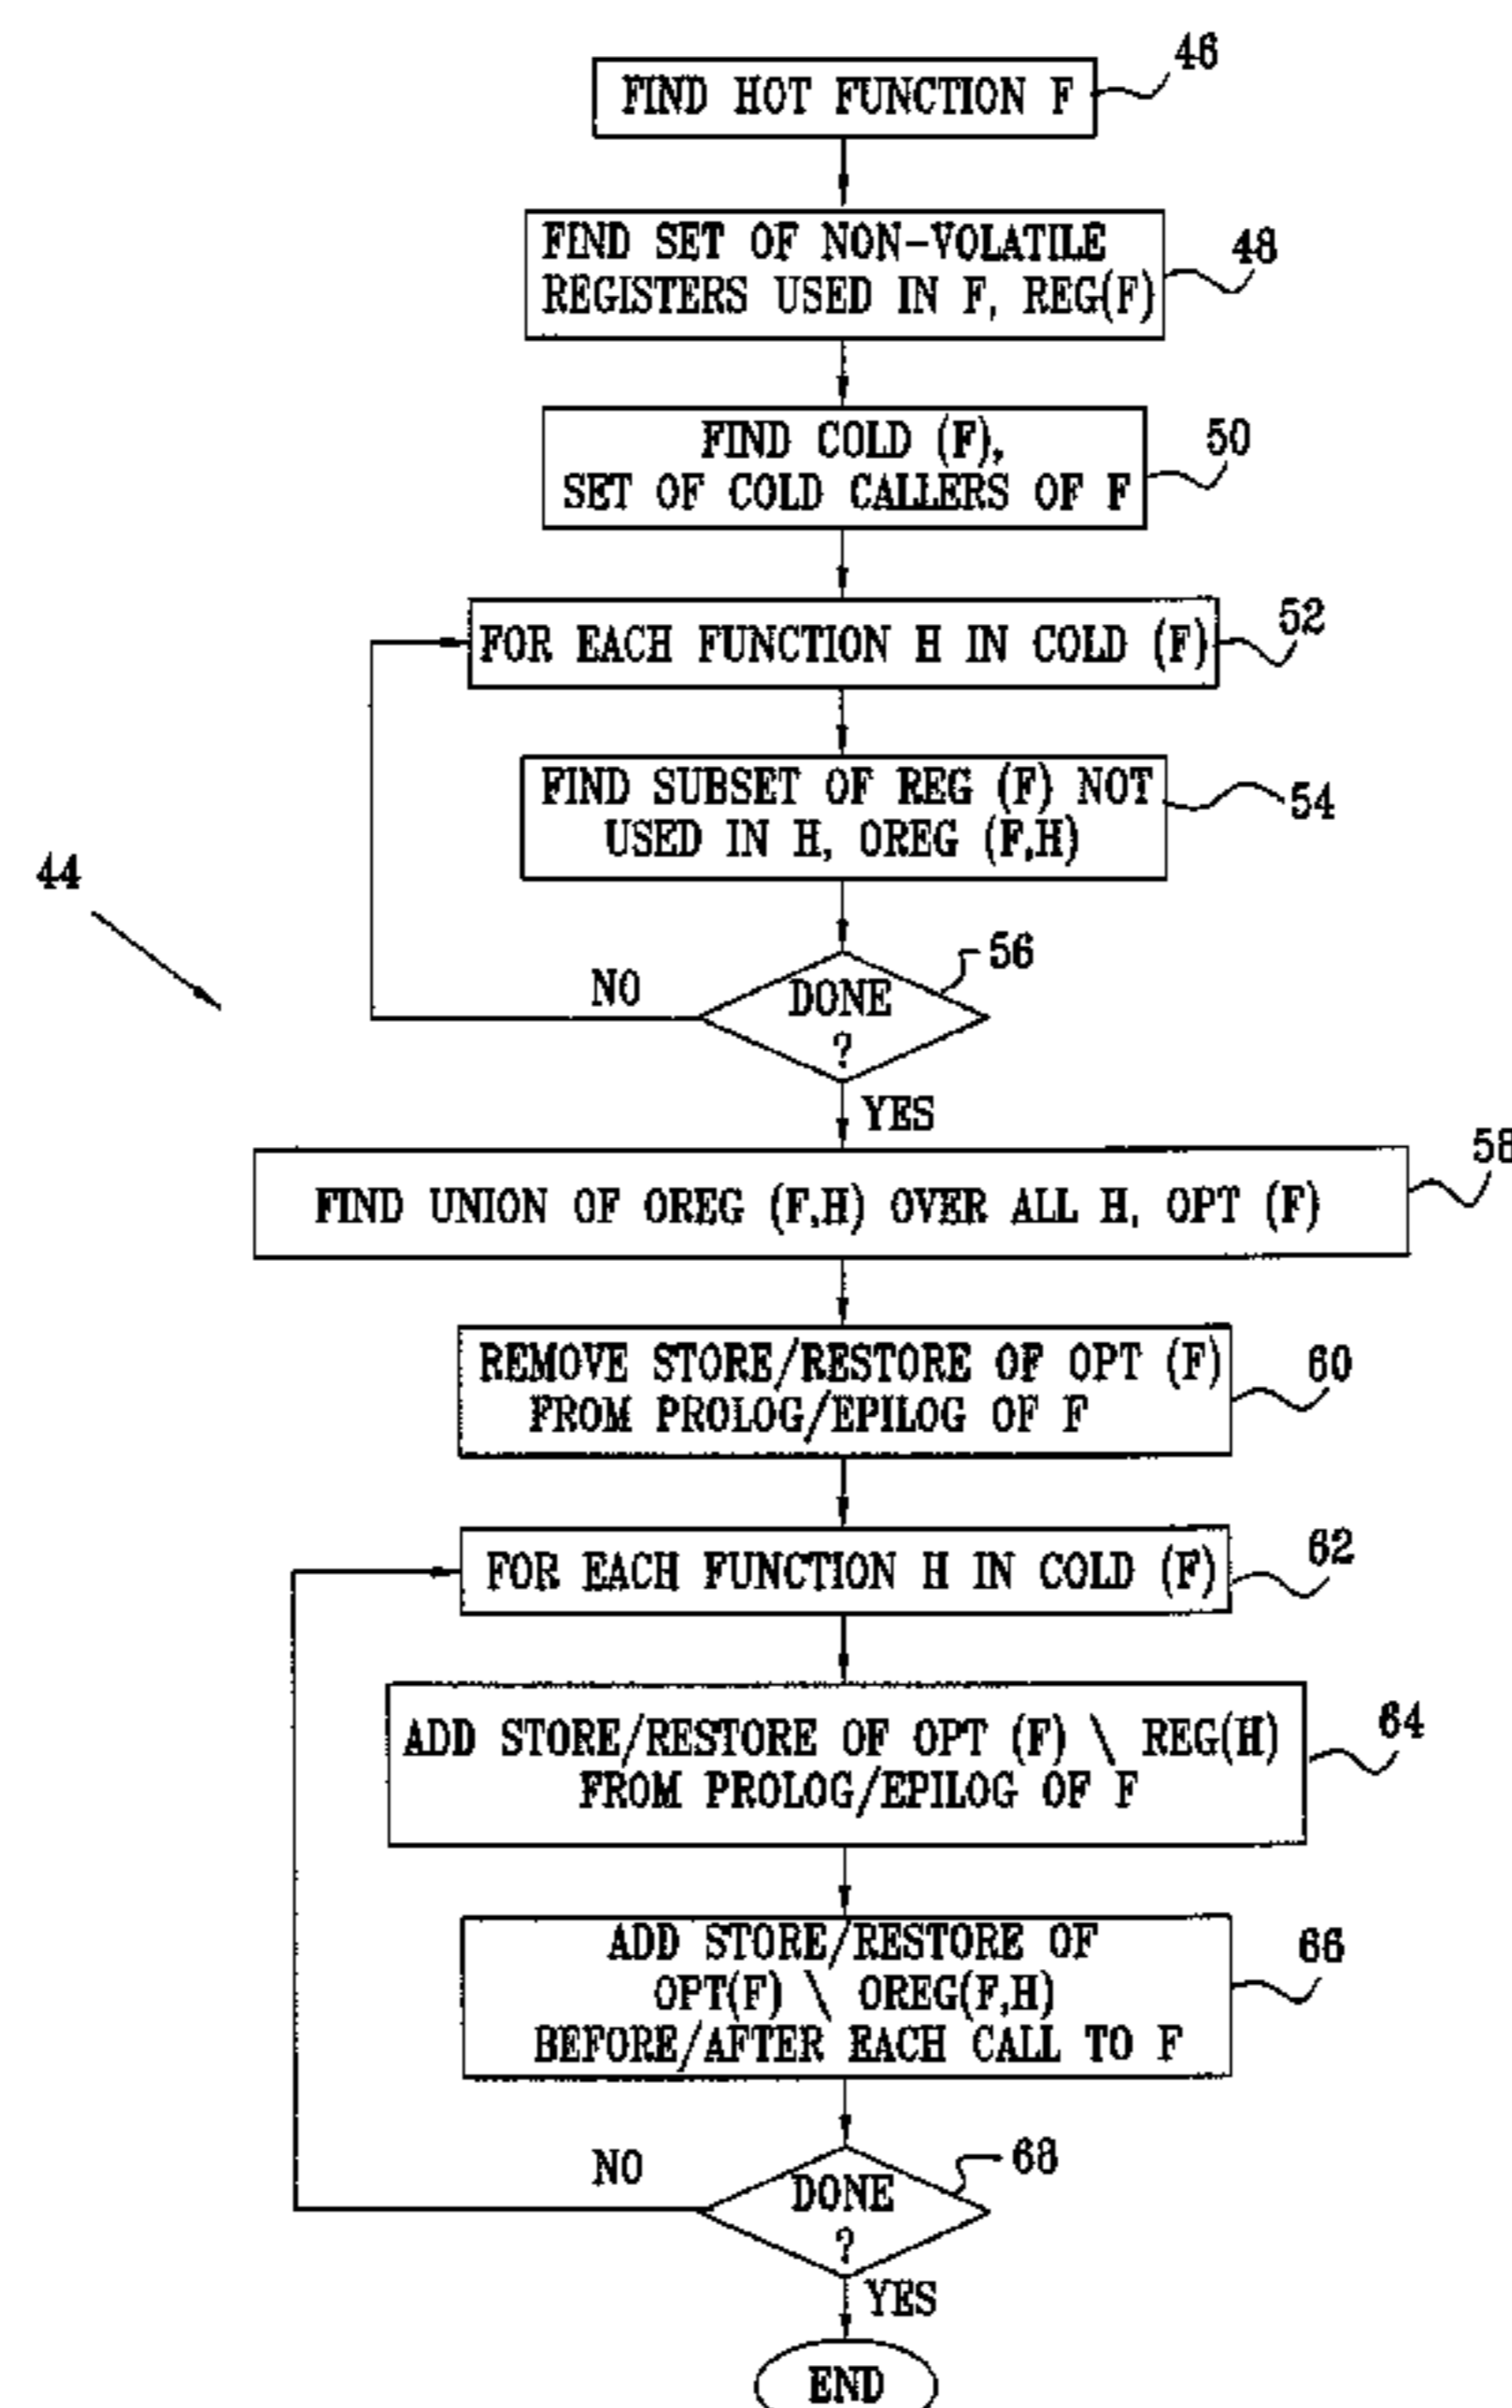 FIND HOT FUNCTION F
46
FIND SET OF NON-VOLATILE
REGISTERS USED IN F, REG(F)
48
FIND COLD (F),
SET OF COLD CALLERS OF F
50
FOR EACH FUNCTION H IN COLD (F)
52
FIND SUBSET OF REG (F) NOT
USED IN H, OREG (F,H)
54
44
DONE
?
56
NO
YES
FIND UNION OF OREG (F,H) OVER ALL H, OPT (F)
58
REMOVE STORE/RESTORE OF OPT (F)
FROM PROLOG/EPILOG OF F
60
FOR EACH FUNCTION H IN COLD (F)
62
ADD STORE/RESTORE OF OPT (F) \ REG(H)
FROM PROLOG/EPILOG OF F
64
ADD STORE/RESTORE OF
OPT(F) \ OREG(F,H)
BEFORE/AFTER EACH CALL TO F
66
DONE
?
68
NO
YES
END